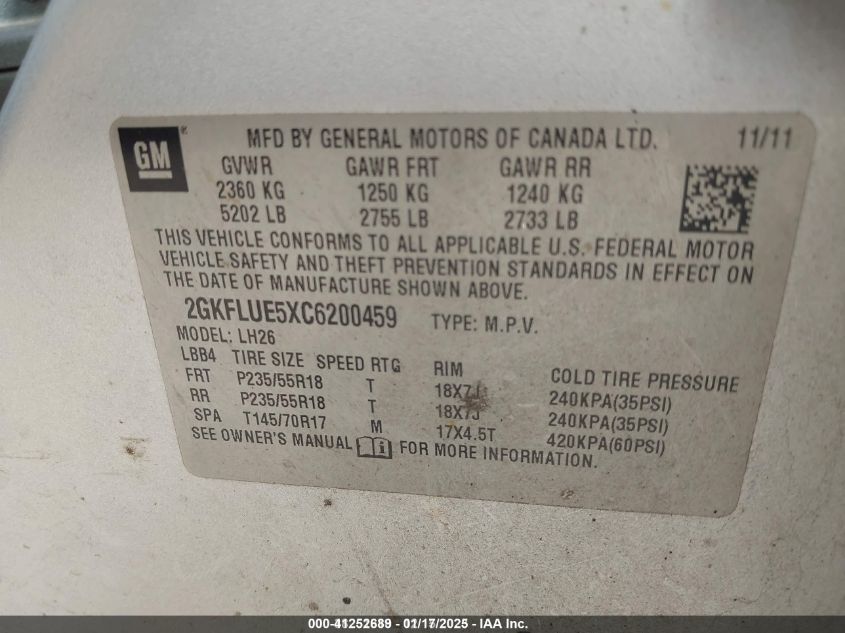 GM ® MFD BY GENERAL MOTORS OF CANADA LTD. 11/11
GVWR GAWR FRT GAWR RR
2360 KG 1250 KG 1240 KG
5202 LB 2755 LB 2733 LB
THIS VEHICLE CONFORMS TO ALL APPLICABLE U.S. FEDERAL MOTOR
VEHICLE SAFETY AND THEFT PREVENTION STANDARDS IN EFFECT ON
THE DATE OF MANUFACTURE SHOWN ABOVE.
2GKFLUE5XC6200459 TYPE: M.P.V.
MODEL: LH26
LBB4 TIRE SIZE SPEED RTG RIM COLD TIRE PRESSURE
FRT P235/55R18 T 18X7J 240KPA(35PSI)
RR P235/55R18 T 18X7J 240KPA(35PSI)
SPA T145/70R17 M 17X4.5T 420KPA(60PSI)
SEE OWNER'S MANUAL FOR MORE INFORMATION.
000-41252689 - 01/17/2025 - IAA Inc.